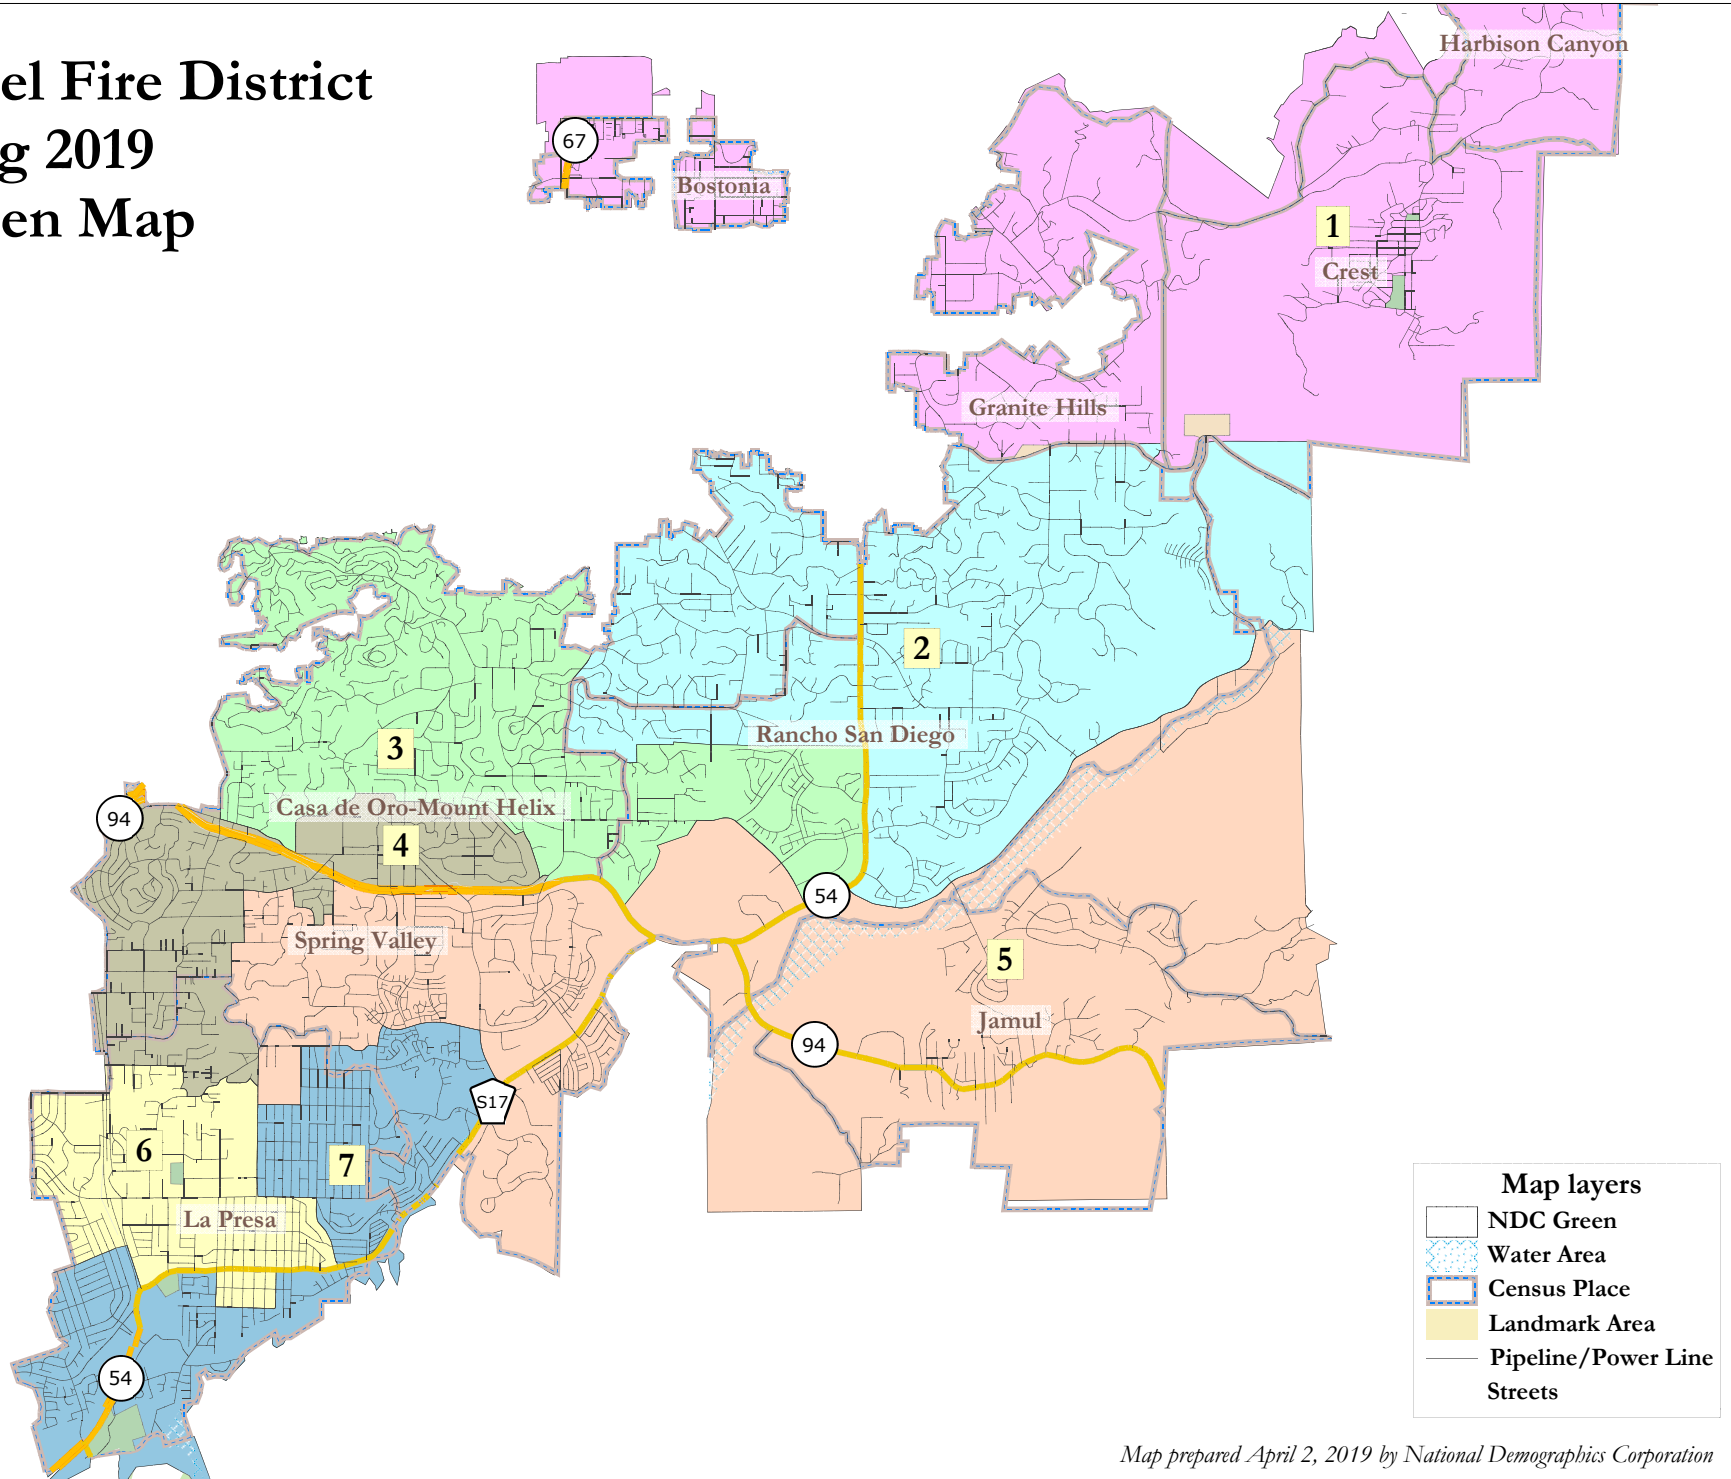 el Fire District
g 2019
en Map
Harbison Canyon
67
Bostonia
1
Crest
Granite Hills
2
Rancho San Diego
3
Casa de Oro-Mount Helix
94
4
54
Spring Valley
5
Jamul
94
S17
6
7
La Presa
54
Map layers
NDC Green
Water Area
Census Place
Landmark Area
Pipeline/Power Line
Streets
Map prepared April 2, 2019 by National Demographics Corporation